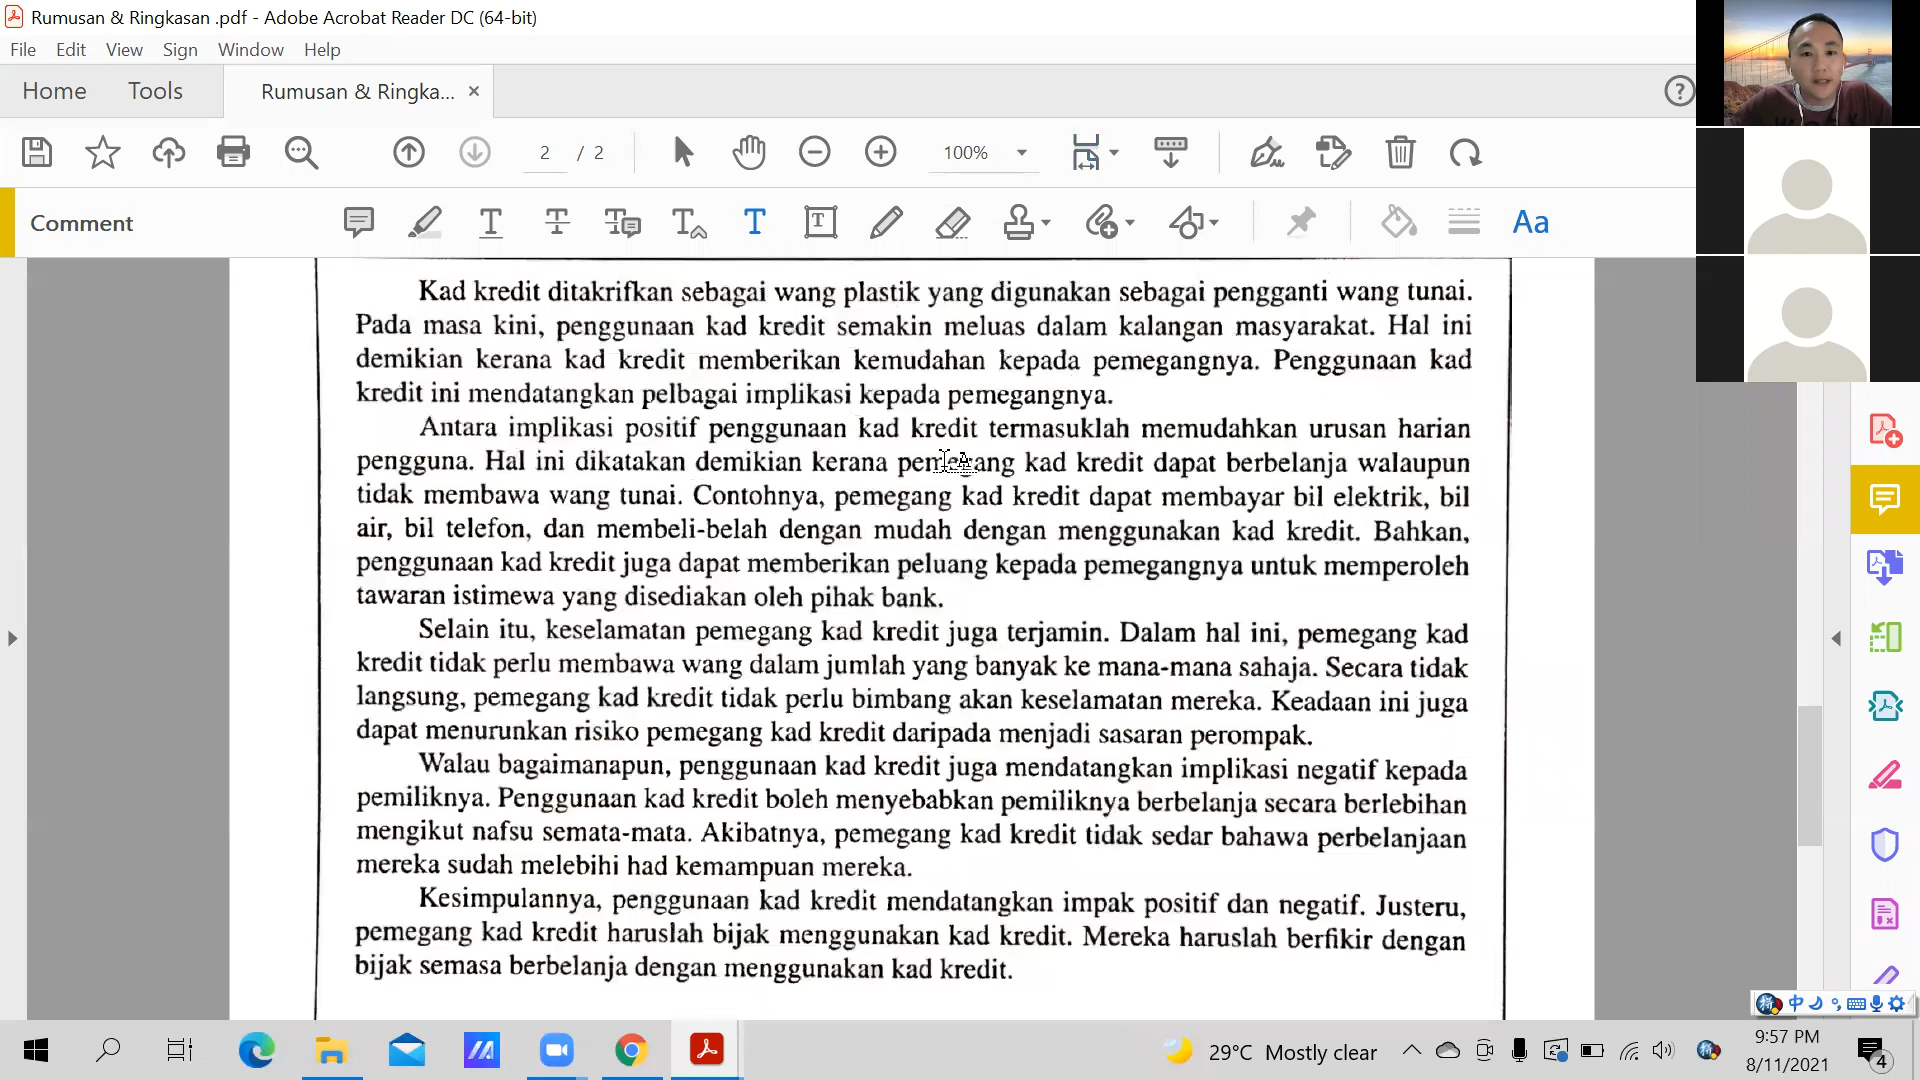 Rumusan & Ringkasan .pdf - Adobe Acrobat Reader DC (64-bit)
File Edit View Sign Window Help
Home Tools Rumusan & Ringka... ×
2 / 2 100%
Comment
Kad kredit ditakrifkan sebagai wang plastik yang digunakan sebagai pengganti wang tunai.
Pada masa kini, penggunaan kad kredit semakin meluas dalam kalangan masyarakat. Hal ini
demikian kerana kad kredit memberikan kemudahan kepada pemegangnya. Penggunaan kad
kredit ini mendatangkan pelbagai implikasi kepada pemegangnya.
Antara implikasi positif penggunaan kad kredit termasuklah memudahkan urusan harian
pengguna. Hal ini dikatakan demikian kerana pemegang kad kredit dapat berbelanja walaupun
tidak membawa wang tunai. Contohnya, pemegang kad kredit dapat membayar bil elektrik, bil
air, bil telefon, dan membeli-belah dengan mudah dengan menggunakan kad kredit. Bahkan,
penggunaan kad kredit juga dapat memberikan peluang kepada pemegangnya untuk memperoleh
tawaran istimewa yang disediakan oleh pihak bank.
Selain itu, keselamatan pemegang kad kredit juga terjamin. Dalam hal ini, pemegang kad
kredit tidak perlu membawa wang dalam jumlah yang banyak ke mana-mana sahaja. Secara tidak
langsung, pemegang kad kredit tidak perlu bimbang akan keselamatan mereka. Keadaan ini juga
dapat menurunkan risiko pemegang kad kredit daripada menjadi sasaran perompak.
Walau bagaimanapun, penggunaan kad kredit juga mendatangkan implikasi negatif kepada
pemiliknya. Penggunaan kad kredit boleh menyebabkan pemiliknya berbelanja secara berlebihan
mengikut nafsu semata-mata. Akibatnya, pemegang kad kredit tidak sedar bahawa perbelanjaan
mereka sudah melebihi had kemampuan mereka.
Kesimpulannya, penggunaan kad kredit mendatangkan impak positif dan negatif. Justeru,
pemegang kad kredit haruslah bijak menggunakan kad kredit. Mereka haruslah berfikir dengan
bijak semasa berbelanja dengan menggunakan kad kredit.
中
29°C Mostly clear
9:57 PM
8/11/2021
4